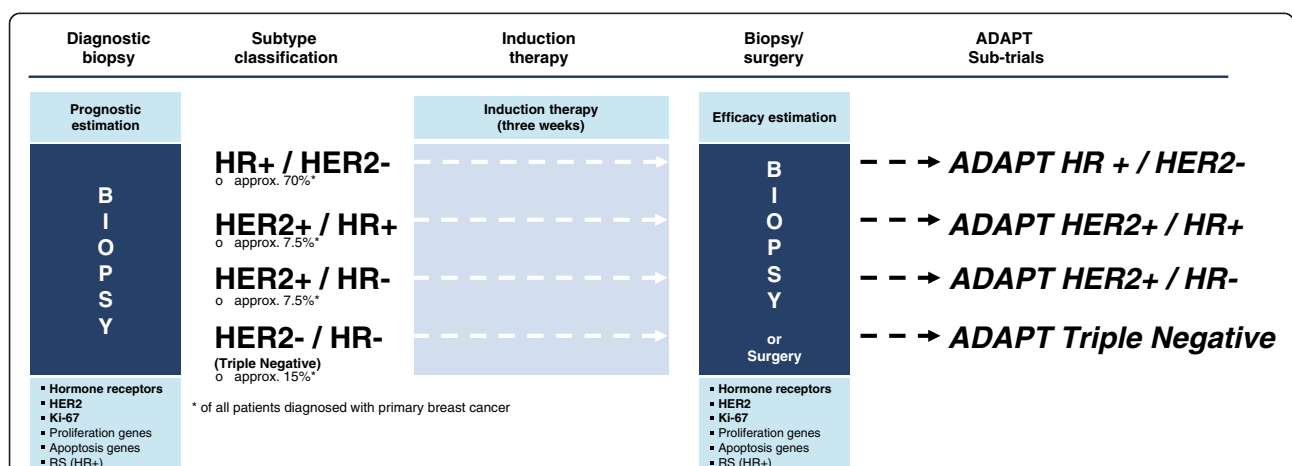 Diagnostic
biopsy
Subtype
classification
Induction
therapy
Biopsy/
surgery
ADAPT
Sub-trials
Prognostic
estimation
B
I
O
P
S
Y
▪ Hormone receptors
▪ HER2
▪ Ki-67
▪ Proliferation genes
▪ Apoptosis genes
▪ RS (HR+)
HR+ / HER2-
o approx. 70%*
HER2+ / HR+
o approx. 7.5%*
HER2+ / HR-
o approx. 7.5%*
HER2- / HR-
(Triple Negative)
o approx. 15%*
* of all patients diagnosed with primary breast cancer
Induction therapy
(three weeks)
Efficacy estimation
B
I
O
P
S
Y
or
Surgery
▪ Hormone receptors
▪ HER2
▪ Ki-67
▪ Proliferation genes
▪ Apoptosis genes
▪ RS (HR+)
ADAPT HR + / HER2-
ADAPT HER2+ / HR+
ADAPT HER2+ / HR-
ADAPT Triple Negative